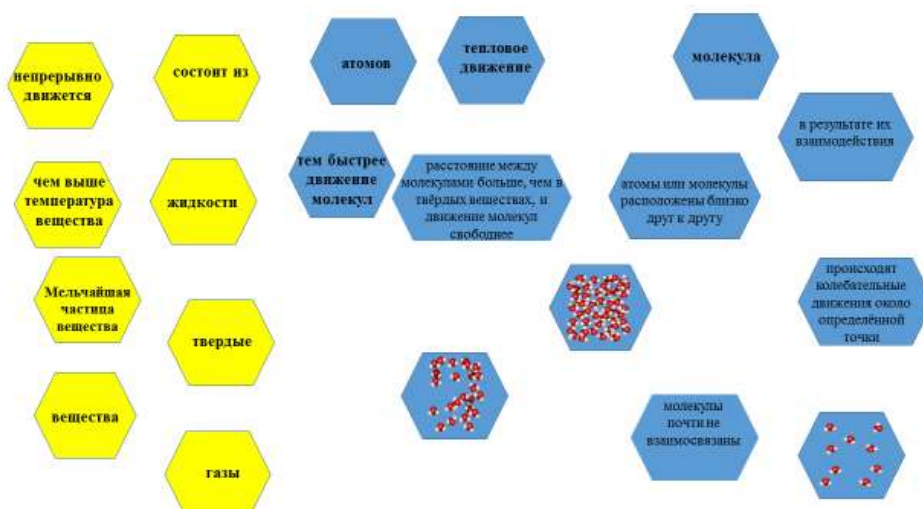 непрерывно
движется
состоит из
атомов
тепловое
движение
молекула
в результате их
взаимодействия
чем выше
температура
вещества
жидкости
тем быстрее
движение
молекул
расстояние между
молекулами больше, чем в
твёрдых веществах, и
движение молекул
свободнее
атомы или молекулы
расположены близко
друг к другу
Мельчайшая
частица
вещества
твердые
происходят
колебательные
движения около
определённой
точки
вещества
газы
молекулы
почти не
взаимосвязаны